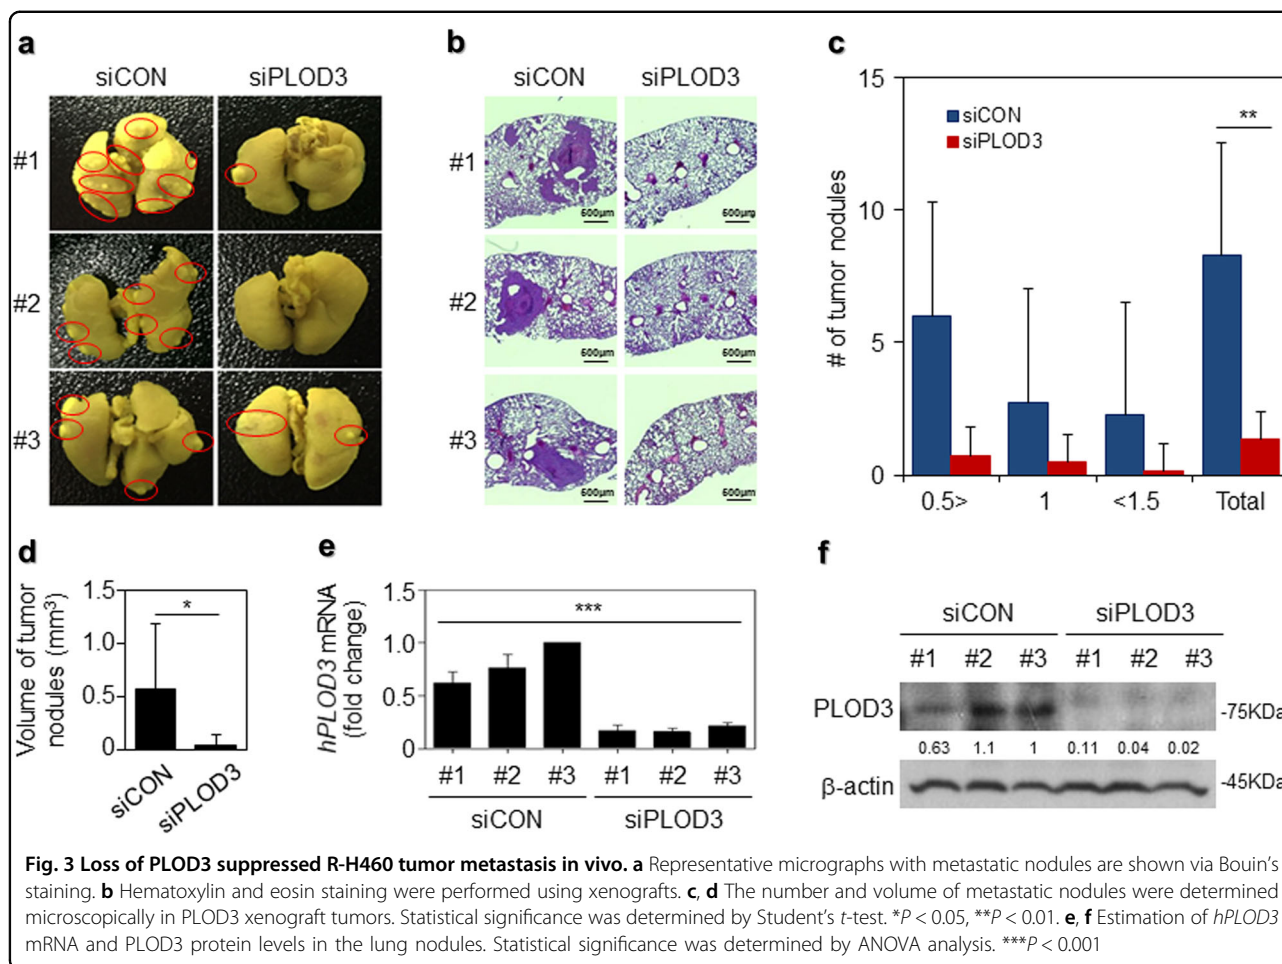 a
siCON siPLOD3
#1
#2
#3
b
siCON siPLOD3
#1
600µm 600µm
#2
600µm 600µm
#3
600µm 600µm
c
# of tumor nodules
15
10
5
0
siCON
siPLOD3
**
0.5> 1 <1.5 Total
d
Volume of tumor
nodules (mm³)
1.5
1.0
0.5
0
*
siCON siPLOD3
e
hPLOD3 mRNA
(fold change)
1.5
1.0
0.5
0
***
#1 #2 #3 #1 #2 #3
siCON siPLOD3
f
siCON siPLOD3
#1 #2 #3 #1 #2 #3
PLOD3 -75KDa
0.63 1.1 1 0.11 0.04 0.02
β-actin -45KDa
Fig. 3 Loss of PLOD3 suppressed R-H460 tumor metastasis in vivo. a Representative micrographs with metastatic nodules are shown via Bouin's
staining. b Hematoxylin and eosin staining were performed using xenografts. c, d The number and volume of metastatic nodules were determined
microscopically in PLOD3 xenograft tumors. Statistical significance was determined by Student's t-test. *P < 0.05, **P < 0.01. e, f Estimation of hPLOD3
mRNA and PLOD3 protein levels in the lung nodules. Statistical significance was determined by ANOVA analysis. ***P < 0.001